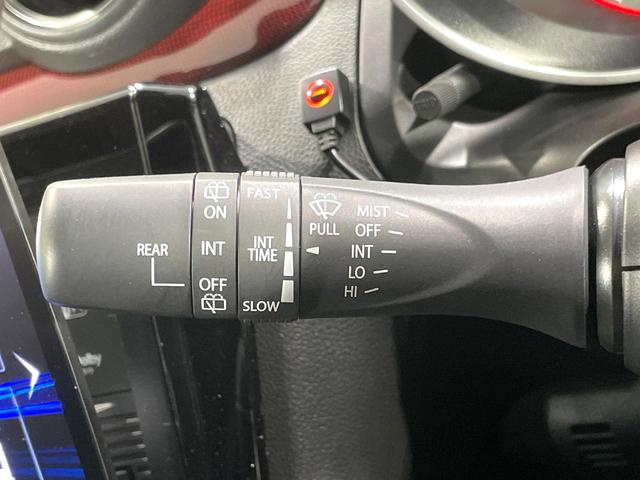 REAR
ON
INT
OFF
FAST
INT
TIME
SLOW
PULL
MIST
OFF
INT
LO
HI